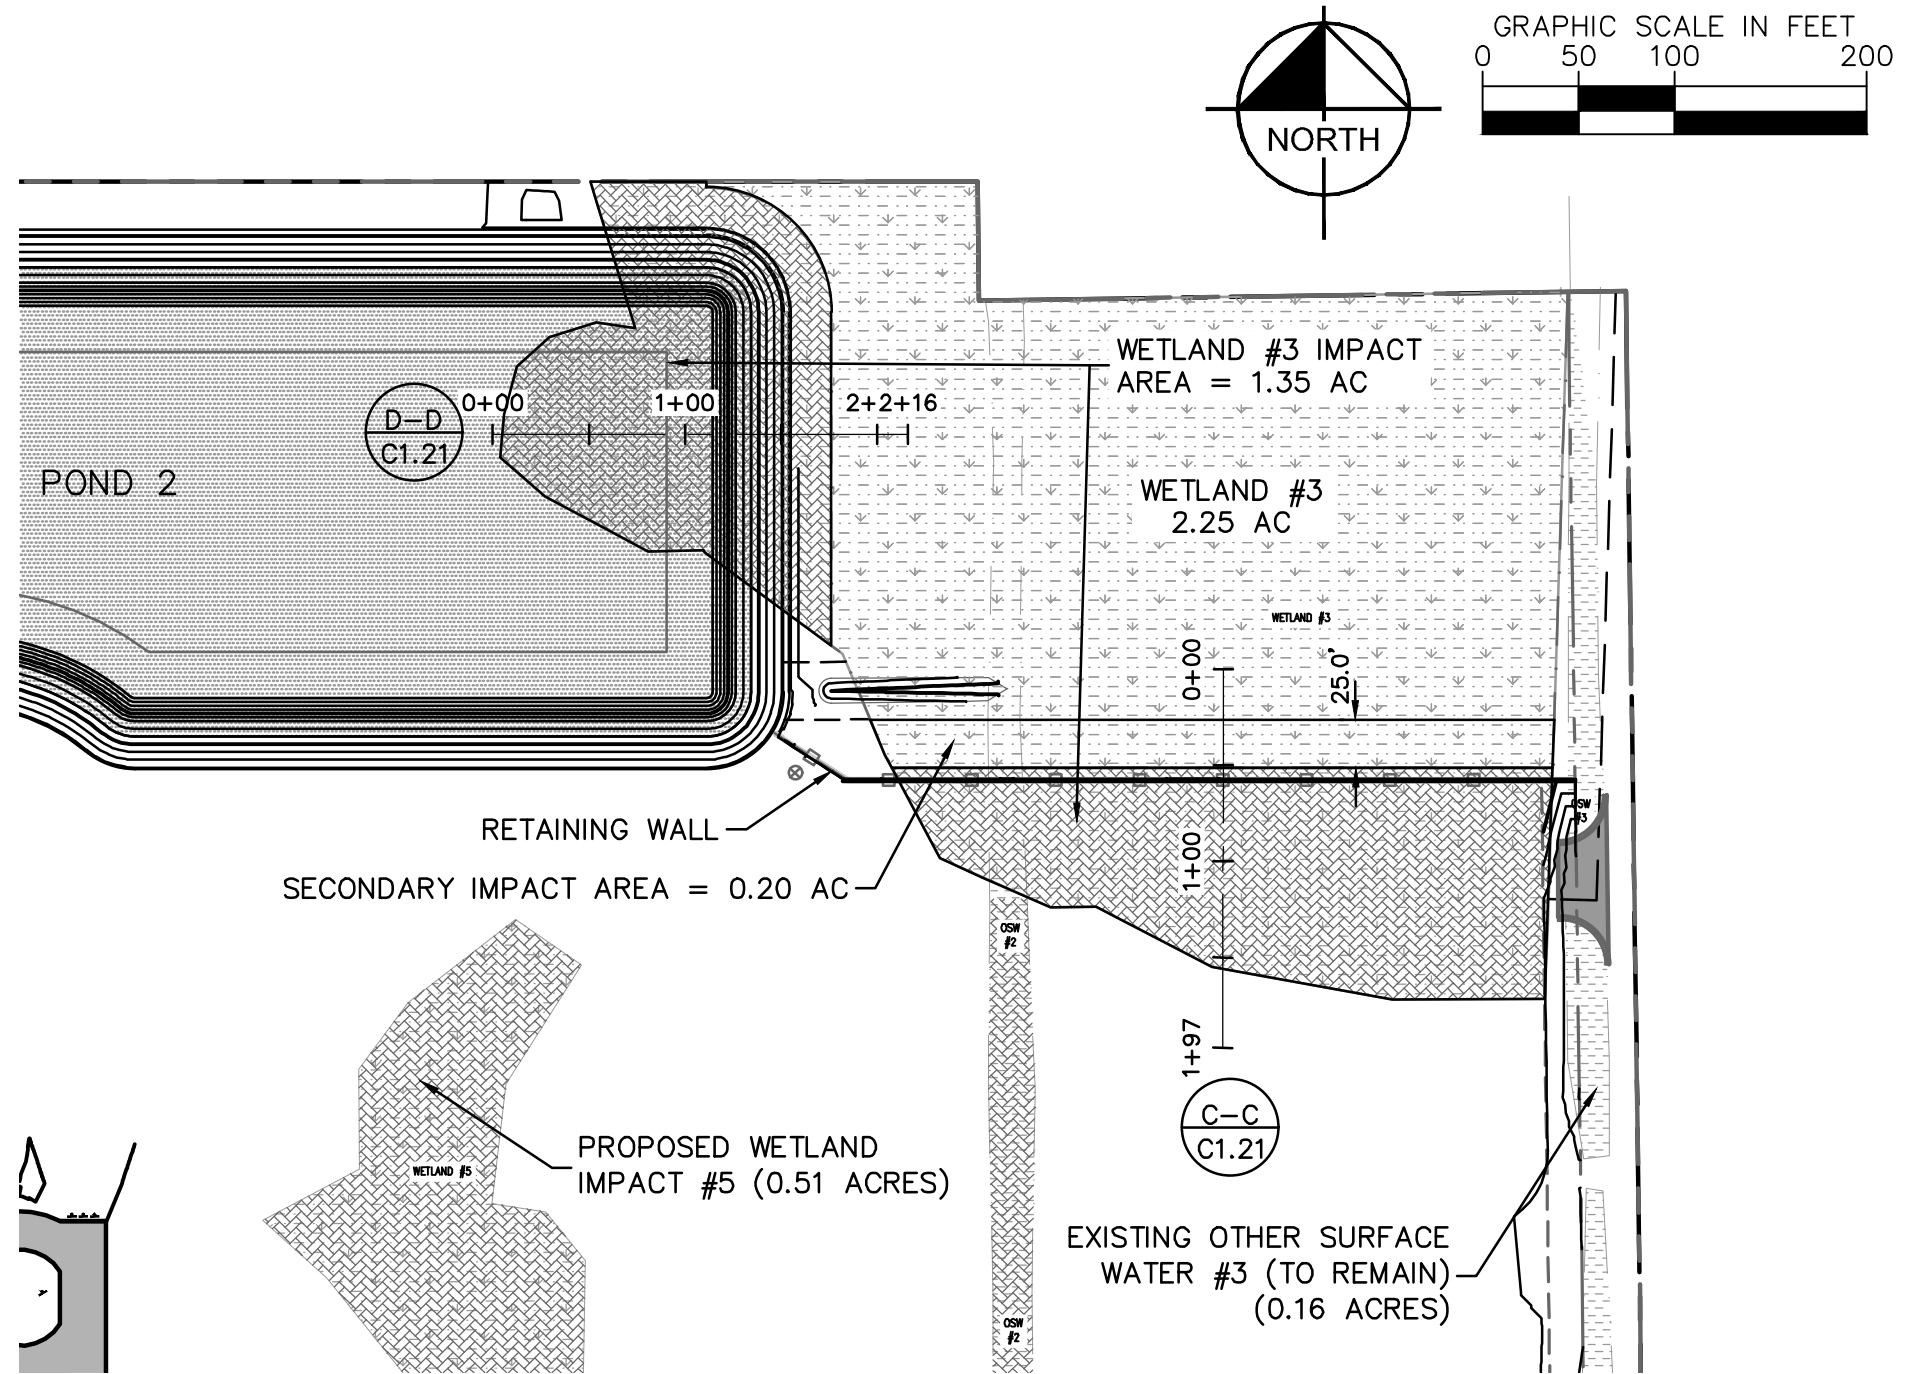 GRAPHIC SCALE IN FEET
0 50 100 200
NORTH
WETLAND #3 IMPACT
AREA = 1.35 AC
D-D
C1.21
0+00
1+00
2+2+16
POND 2
WETLAND #3
2.25 AC
WETLAND #3
0+00
25.0'
OSW
#3
RETAINING WALL
1+00
SECONDARY IMPACT AREA = 0.20 AC
OSW
#2
1+97
C-C
C1.21
PROPOSED WETLAND
IMPACT #5 (0.51 ACRES)
WETLAND #5
EXISTING OTHER SURFACE
WATER #3 (TO REMAIN)
(0.16 ACRES)
OSW
#2